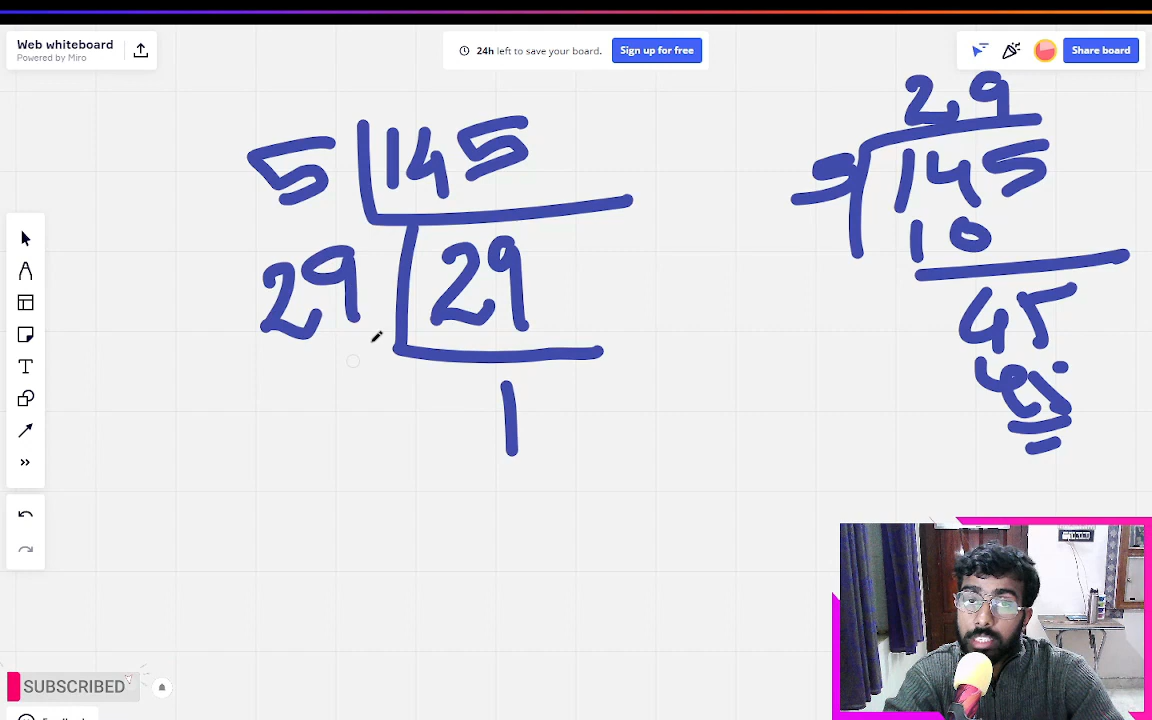 Web whiteboard
Powered by Miro
24h left to save your board.
Sign up for free
Share board
5 145
29 29
1
29
5 145
10
45
45
T
SUBSCRIBED